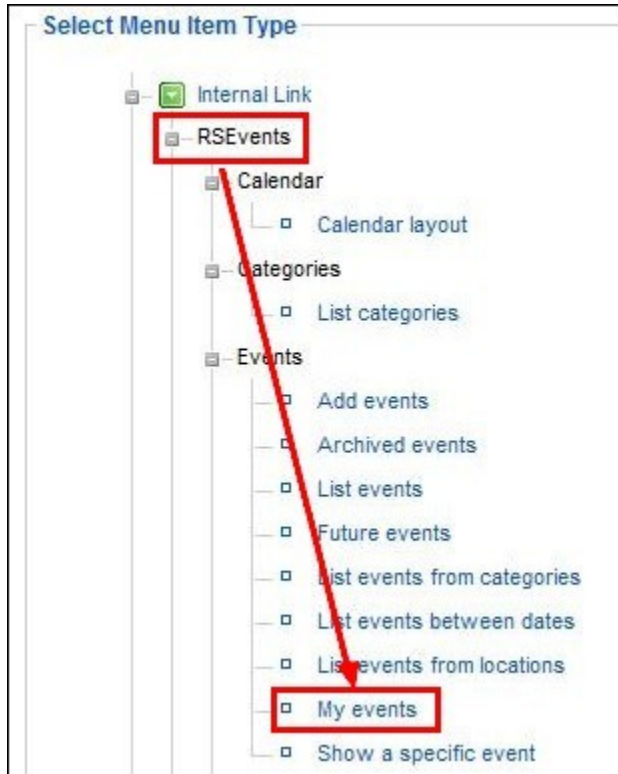 Select Menu Item Type
Internal Link
RSEvents
Calendar
Calendar layout
Categories
List categories
Events
Add events
Archived events
List events
Future events
List events from categories
List events between dates
List events from locations
My events
Show a specific event